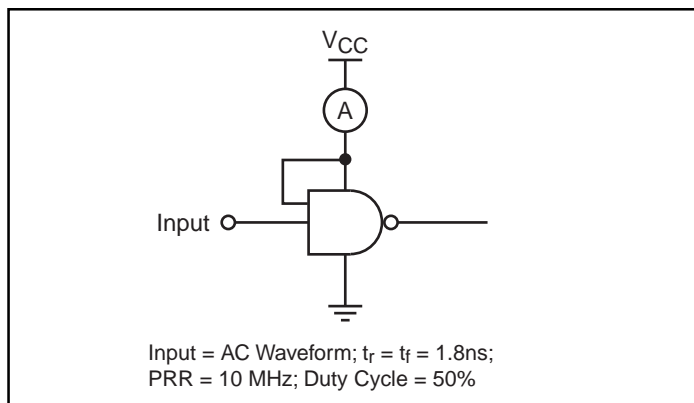 VCC
A
Input
Input = AC Waveform; tr = tf = 1.8ns;
PRR = 10 MHz; Duty Cycle = 50%